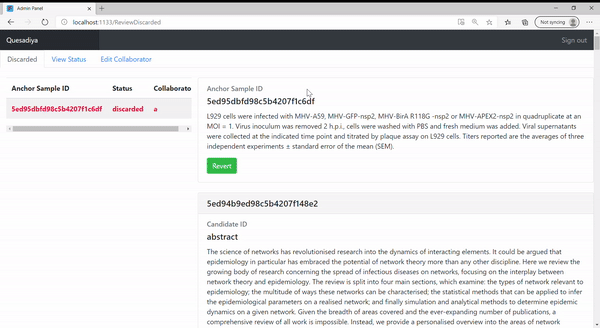 Admin Panel
localhost:1133/ReviewDiscarded
Not syncing
Quesadiya
Sign out
Discarded
View Status
Edit Collaborator
Anchor Sample ID
Status
Collaborato
5ed95dbfd98c5b4207f1c6df
discarded
a
Anchor Sample ID
5ed95dbfd98c5b4207f1c6df
L929 cells were infected with MHV-A59, MHV-GFP-nsp2, MHV-BirA R118G -nsp2 or MHV-APEX2-nsp2 in quadruplicate at an
MOI = 1. Virus inoculum was removed 2 h.p.i., cells were washed with PBS and fresh medium was added. Viral supernatants
were collected at the indicated time point and titrated by plaque assay on L929 cells. Titers reported are the averages of three
independent experiments ± standard error of the mean (SEM).
Revert
5ed94b9ed98c5b4207f148e2
Candidate ID
abstract
The science of networks has revolutionised research into the dynamics of interacting elements. It could be argued that
epidemiology in particular has embraced the potential of network theory more than any other discipline. Here we review the
growing body of research concerning the spread of infectious diseases on networks, focusing on the interplay between
network theory and epidemiology. The review is split into four main sections, which examine: the types of network relevant to
epidemiology; the multitude of ways these networks can be characterised; the statistical methods that can be applied to infer
the epidemiological parameters on a realised network; and finally simulation and analytical methods to determine epidemic
dynamics on a given network. Given the breadth of areas covered and the ever-expanding number of publications, a
comprehensive review of all work is impossible. Instead, we provide a personalised overview into the areas of network